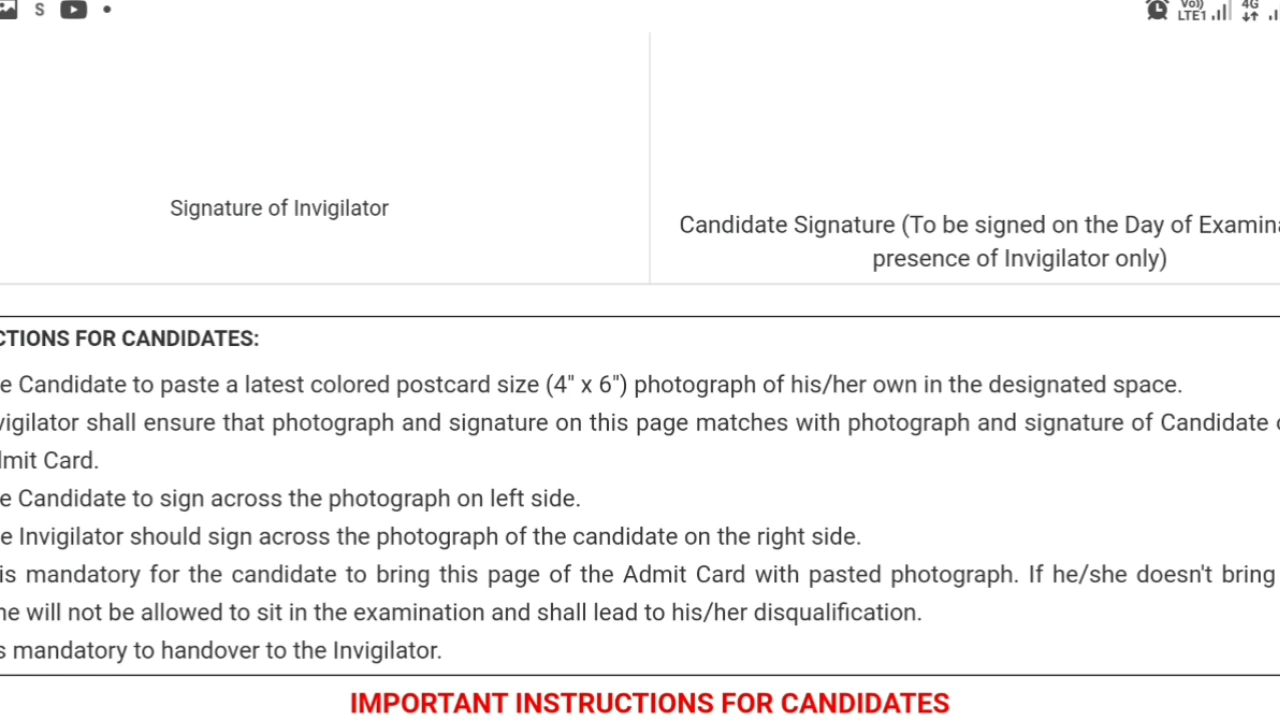 S
Vo))
LTE1
4G
Signature of Invigilator
Candidate Signature (To be signed on the Day of
presence of Invigilator only)
FOR CANDIDATES:
Candidate to paste a latest colored postcard size (4" x 6") photograph of his/her own in the designated space.
shall ensure that photograph and signature on this page matches with photograph and signature of Candidate
Card.
Candidate to sign across the photograph on left side.
Invigilator should sign across the photograph of the candidate on the right side.
is mandatory for the candidate to bring this page of the Admit Card with pasted photograph. If he/she doesn't bring
will not be allowed to sit in the examination and shall lead to his/her disqualification.
mandatory to handover to the Invigilator.
IMPORTANT INSTRUCTIONS FOR CANDIDATES